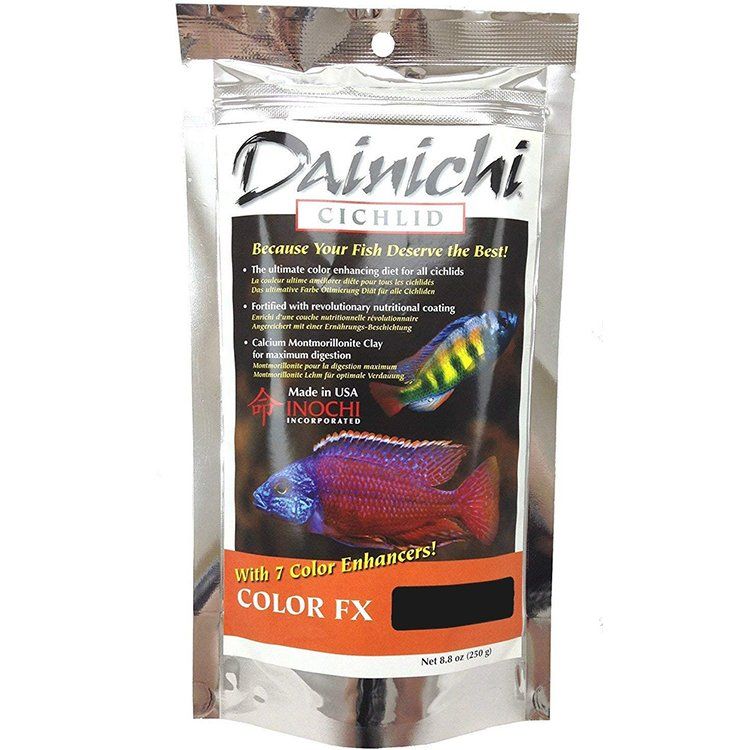 Dainichi
CICHLID
Because Your Fish Deserve the Best!
• The ultimate color enhancing diet for all cichlids
La couleur ultime améliorer diète pour tous les cichlidés
Das ultimative Farbe Otimierung Diät für alle Cichliden
• Fortified with revolutionary nutritional coating
Enrichi d'une couche nutritionnelle révolutionnaire
Angereichert mit einer Ernährungs-Beschichtung
• Calcium Montmorillonite Clay
for maximum digestion
Montmorillonite pour la digestion maximum
Montmorillonite Lehm für optimale Verdauung
Made in USA
命 INOCHI
INCORPORATED
With 7 Color Enhancers!
COLOR FX
Net 8.8 oz (250 g)